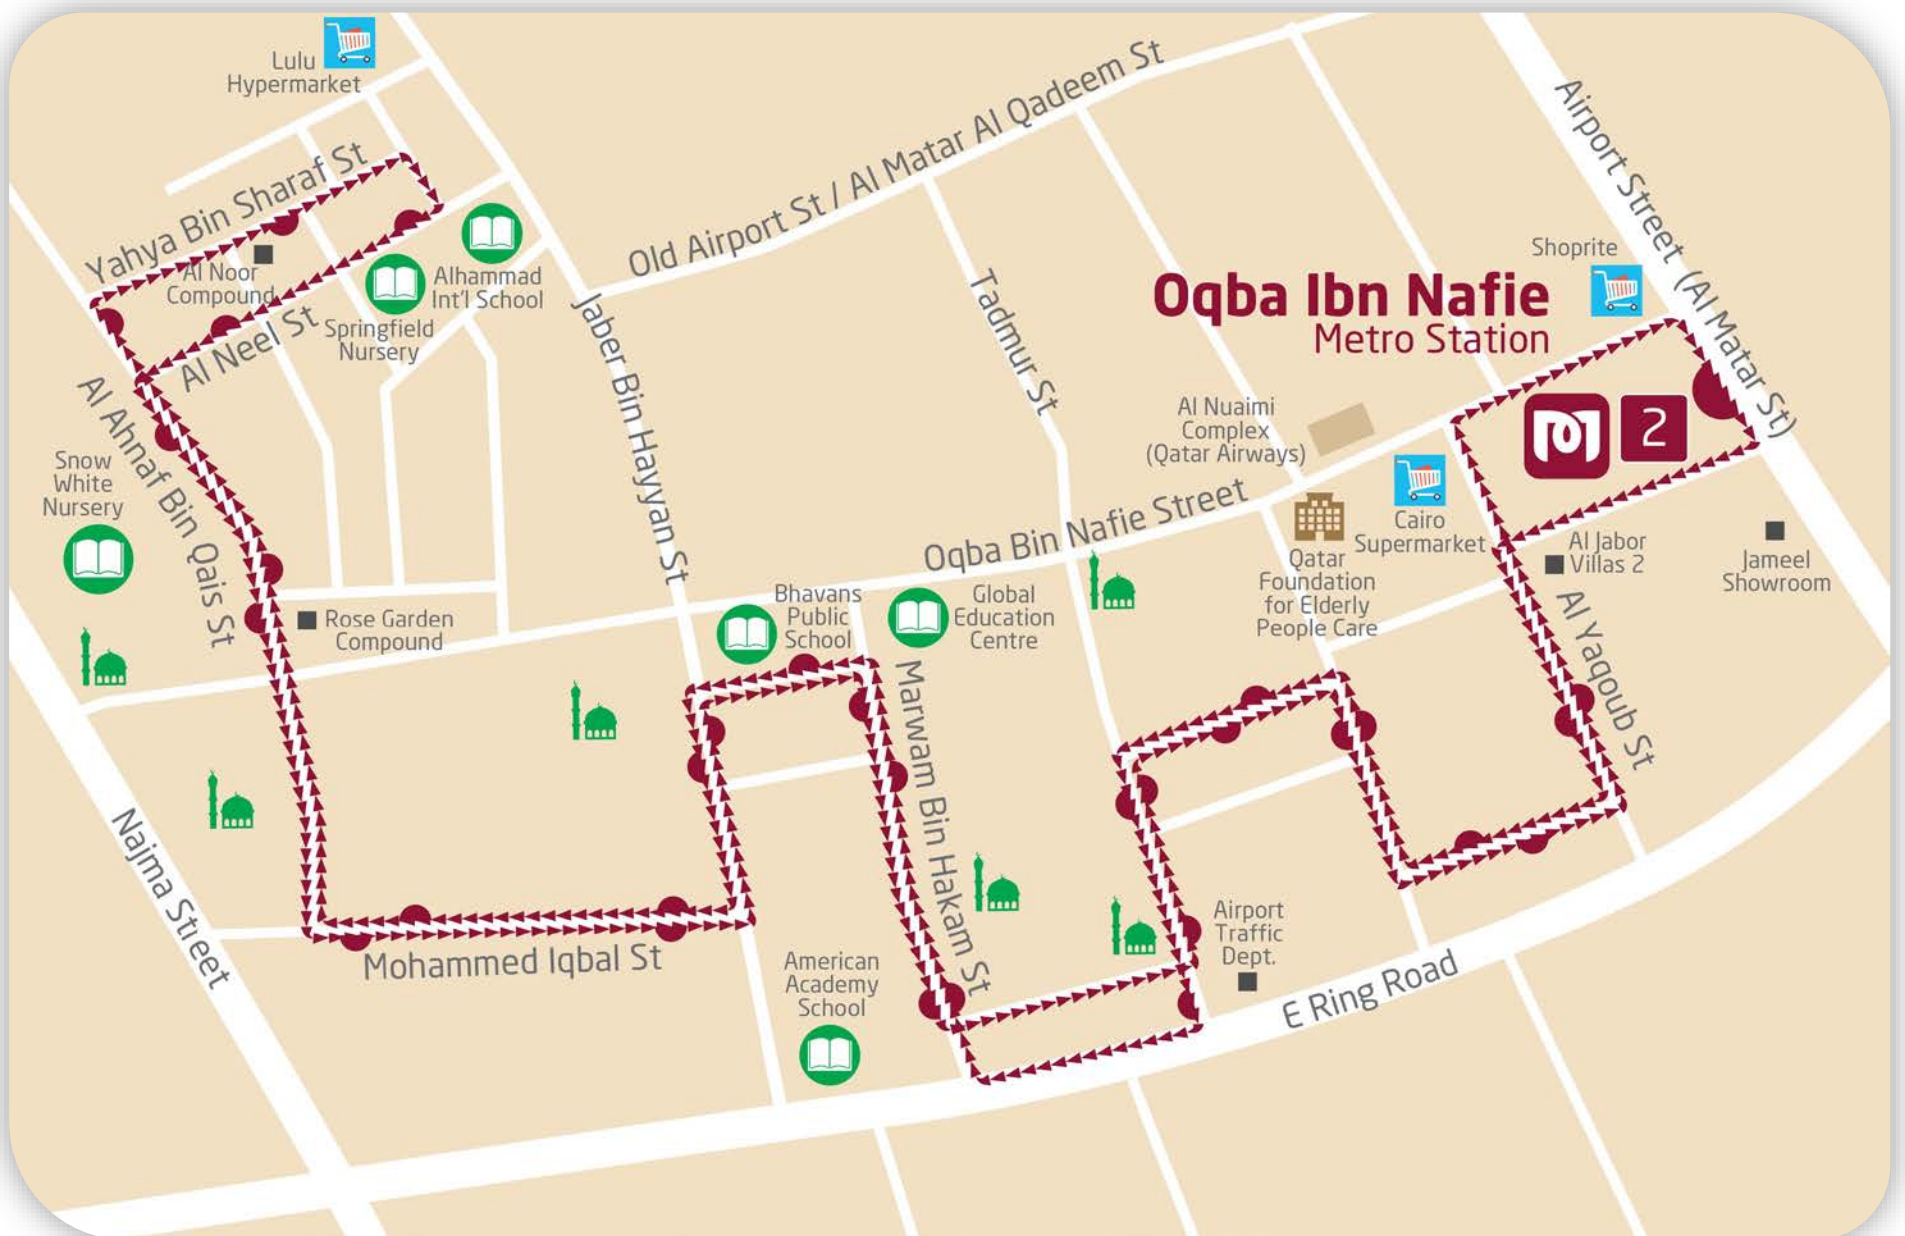 Lulu
Hypermarket
Yahya Bin Sharaf St
Al Noor
Compound
Al Neel St
Springfield
Nursery
Alhammad
Int'l School
Old Airport St / Al Matar Al Qadeem St
Airport Street (Al Matar St)
Shoprite
Oqba Ibn Nafie
Metro Station
2
Tadmur St
Jaber Bin Hayyan St
Al Ahnaf Bin Qais St
Snow
White
Nursery
Al Nuaimi
Complex
(Qatar Airways)
Oqba Bin Nafie Street
Cairo
Supermarket
Qatar
Foundation
for Elderly
People Care
Al Jabor
Villas 2
Jameel
Showroom
Al Yaqoub St
Rose Garden
Compound
Bhavans
Public
School
Global
Education
Centre
Marwam Bin Hakam St
Najma Street
Mohammed Iqbal St
American
Academy
School
Airport
Traffic
Dept.
E Ring Road